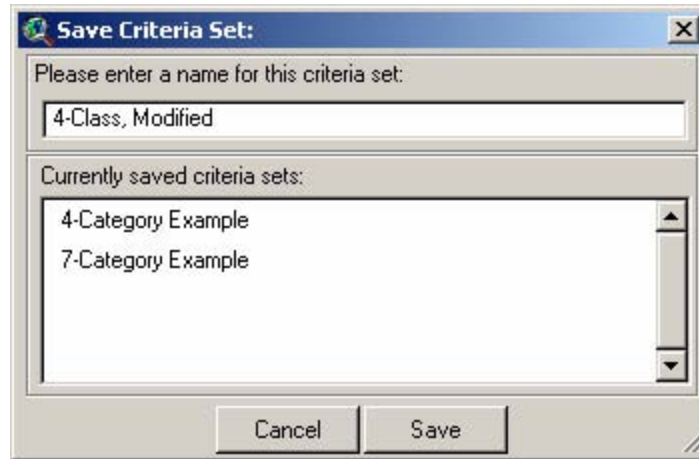 Save Criteria Set:
Please enter a name for this criteria set:
4-Class, Modified
Currently saved criteria sets:
4-Category Example
7-Category Example
Cancel Save